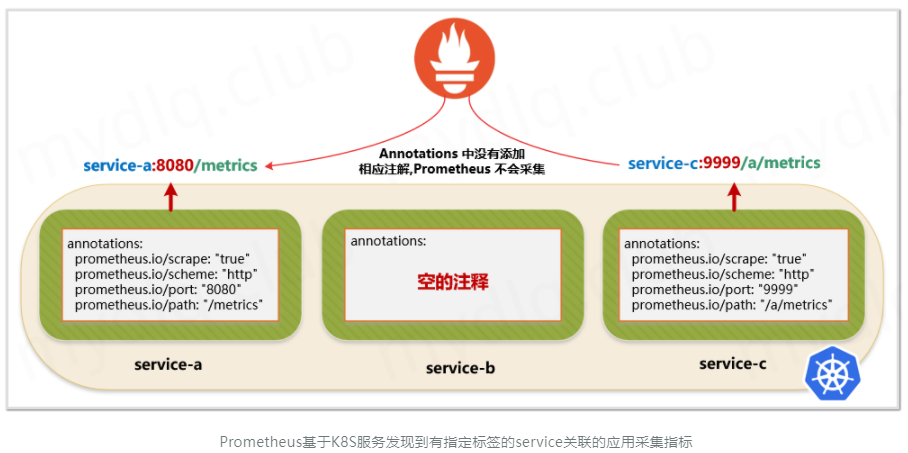 mydlq.club
Annotations 中没有添加
相应注解,Prometheus 不会采集
service-a:8080/metrics
service-c:9999/a/metrics
annotations:
prometheus.io/scrape: "true"
prometheus.io/scheme: "http"
prometheus.io/port: "8080"
prometheus.io/path: "/metrics"
annotations:
空的注释
annotations:
prometheus.io/scrape: "true"
prometheus.io/scheme: "http"
prometheus.io/port: "9999"
prometheus.io/path: "/a/metrics"
service-a
service-b
service-c
Prometheus基于K8S服务发现到有指定标签的service关联的应用采集指标